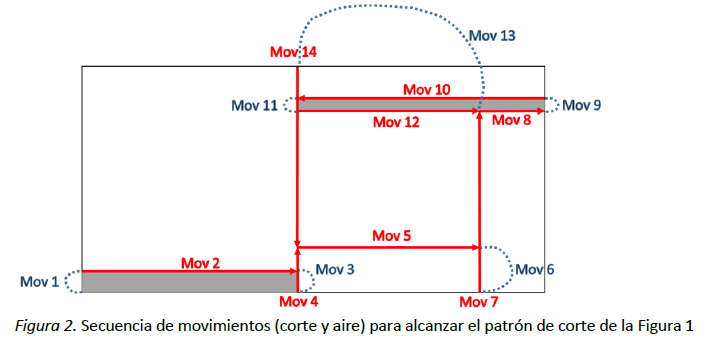 Mov 13
Mov 14
Mov 10
Mov 11
Mov 9
Mov 12
Mov 8
Mov 5
Mov 2
Mov 3
Mov 6
Mov 1
Mov 4
Mov 7
Figura 2. Secuencia de movimientos (corte y aire) para alcanzar el patrón de corte de la Figura 1